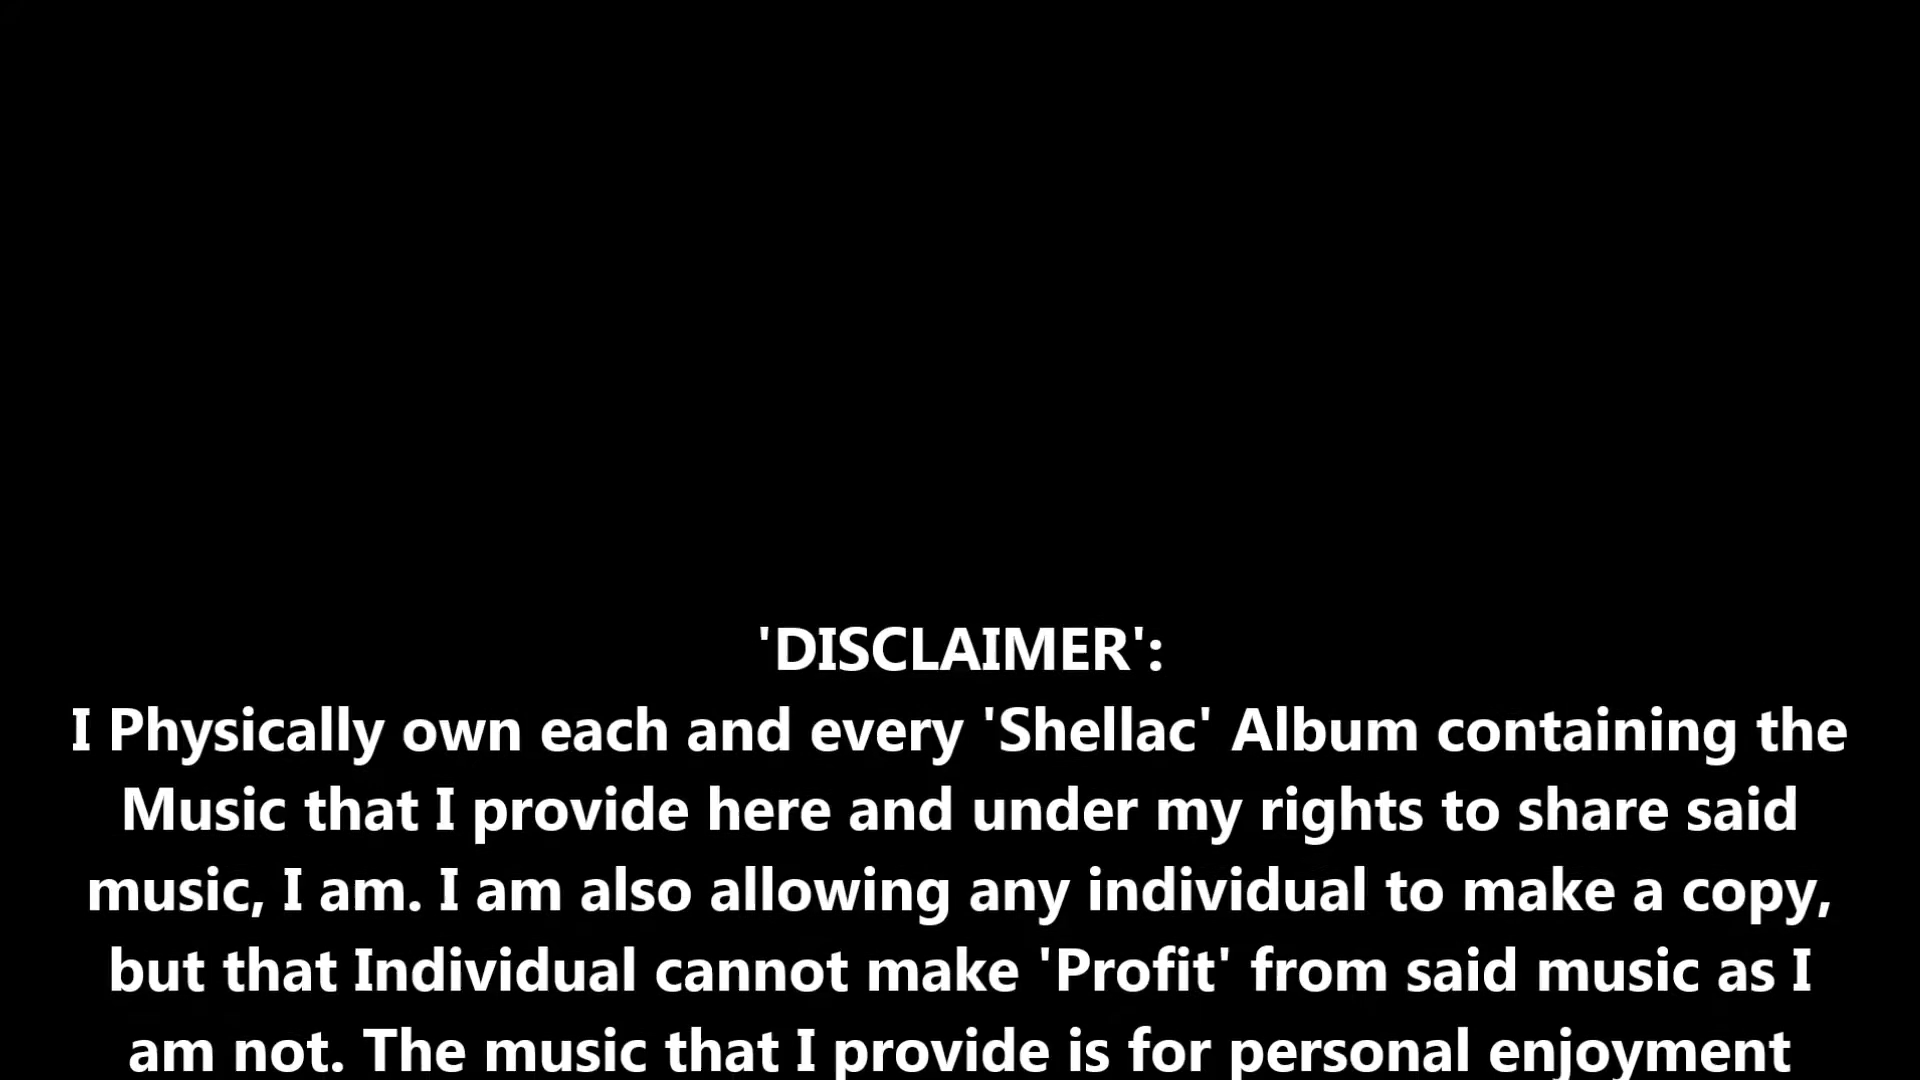 'DISCLAIMER':
I Physically own each and every 'Shellac' Album containing the
Music that I provide here and under my rights to share said
music, I am. I am also allowing any individual to make a copy,
but that Individual cannot make 'Profit' from said music as I
am not. The music that I provide is for personal enjoyment